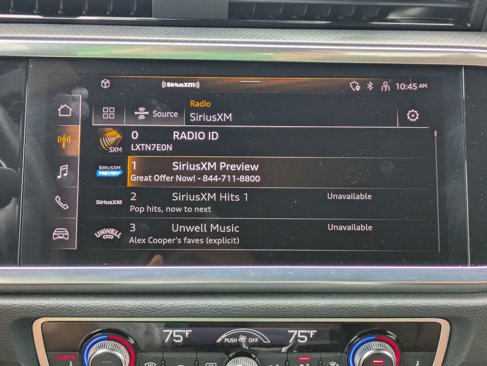 ((SiriusXM))
10:45 AM
Source
Radio
SiriusXM
SXM
0 RADIO ID
LXTN7E0N
SIRIUSXM
PREVIEW
1 SiriusXM Preview
Great Offer Now! - 844-711-8800
SiriusXM
2 SiriusXM Hits 1 Unavailable
Pop hits, now to next
UNWELL
3 Unwell Music Unavailable
Alex Cooper's faves (explicit)
75°F PUSH OFF 75°F